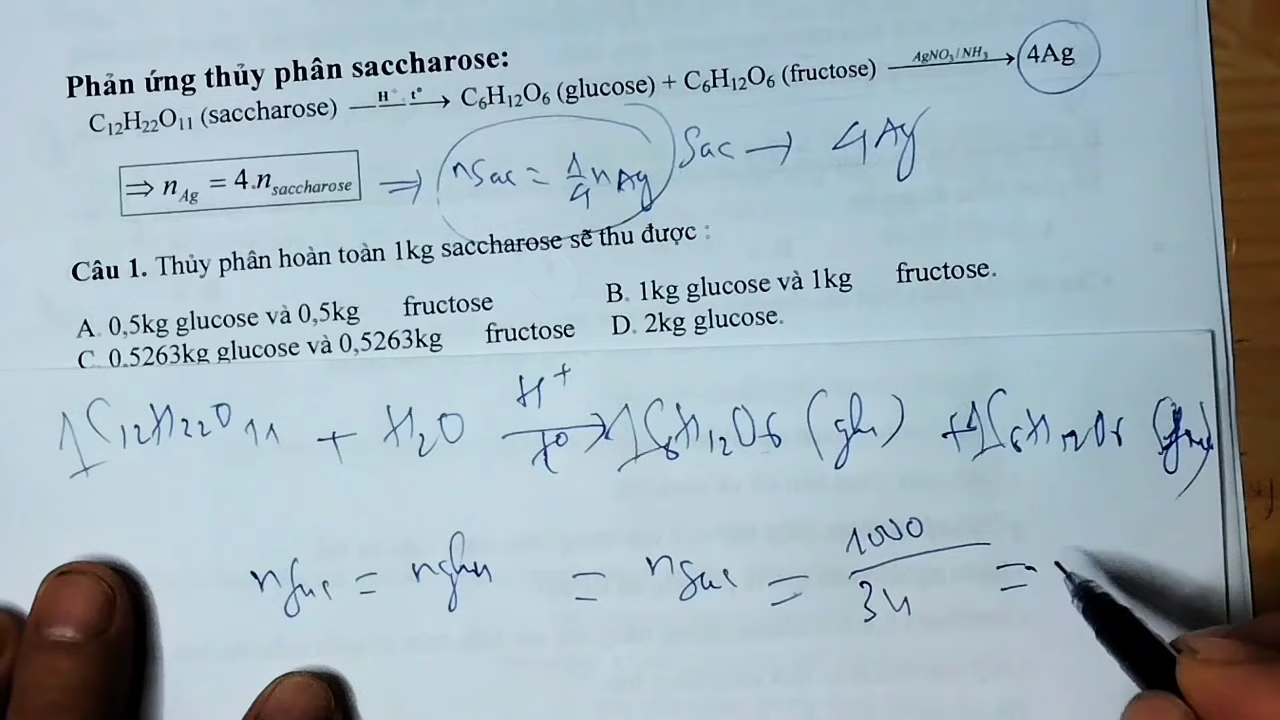 Phản ứng thủy phân saccharose:
C12H22O11 (saccharose) H+, t° → C6H12O6 (glucose) + C6H12O6 (fructose) AgNO3/NH3 → 4Ag
⇒ nAg = 4.nsaccharose ⇒ nSac = 1/4 nAg Sac → 4Ag
Câu 1. Thủy phân hoàn toàn 1kg saccharose sẽ thu được :
A. 0,5kg glucose và 0,5kg fructose B. 1kg glucose và 1kg fructose.
C. 0,5263kg glucose và 0,5263kg fructose D. 2kg glucose.
1C12H22O11 + H2O H+ t° → 1C6H12O6 (glu) + 1C6H12O6
= nsac = 1000/34 =